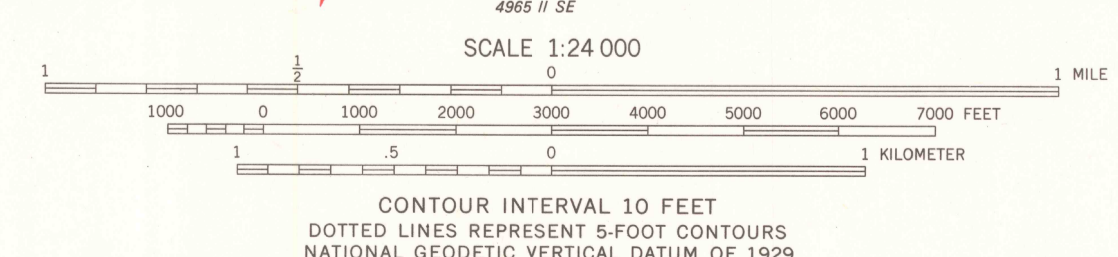 4965 II SE
SCALE 1:24 000
1 1/2 0 1 MILE
1000 0 1000 2000 3000 4000 5000 6000 7000 FEET
1 .5 0 1 KILOMETER
CONTOUR INTERVAL 10 FEET
DOTTED LINES REPRESENT 5-FOOT CONTOURS
NATIONAL GEODETIC VERTICAL DATUM OF 1929